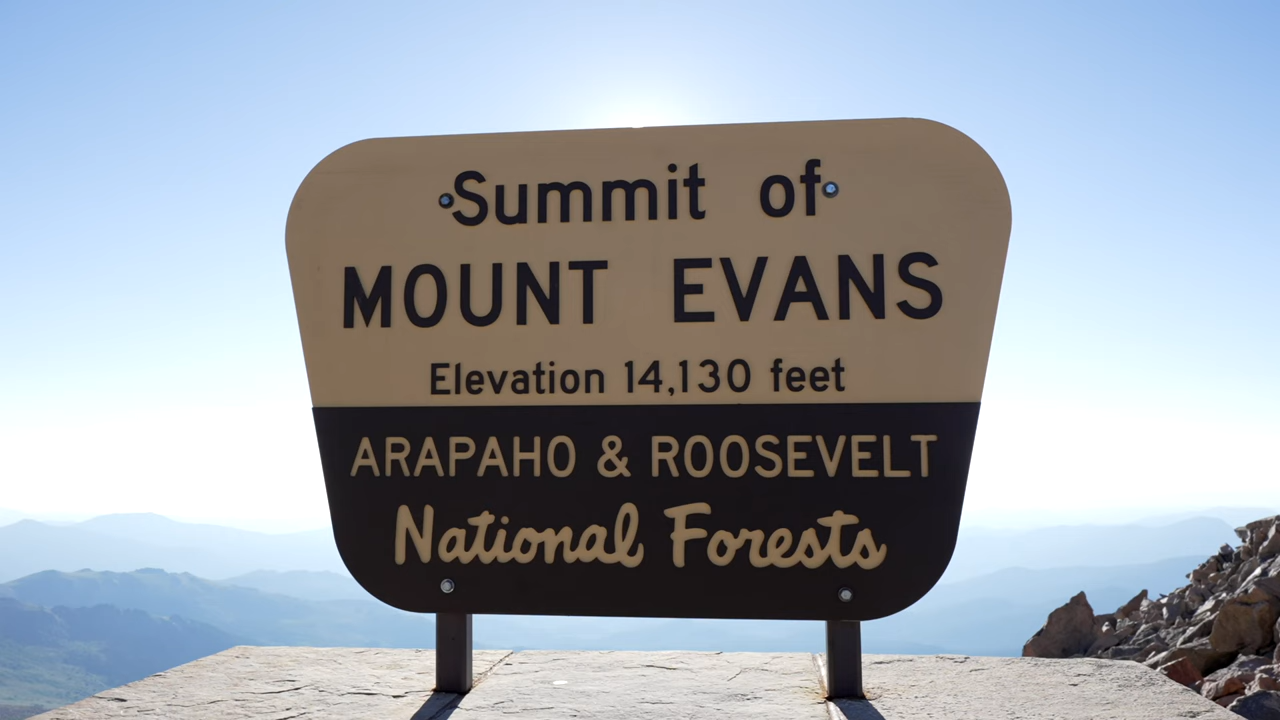 Summit of
MOUNT EVANS
Elevation 14,130 feet
ARAPAHO & ROOSEVELT
National Forests